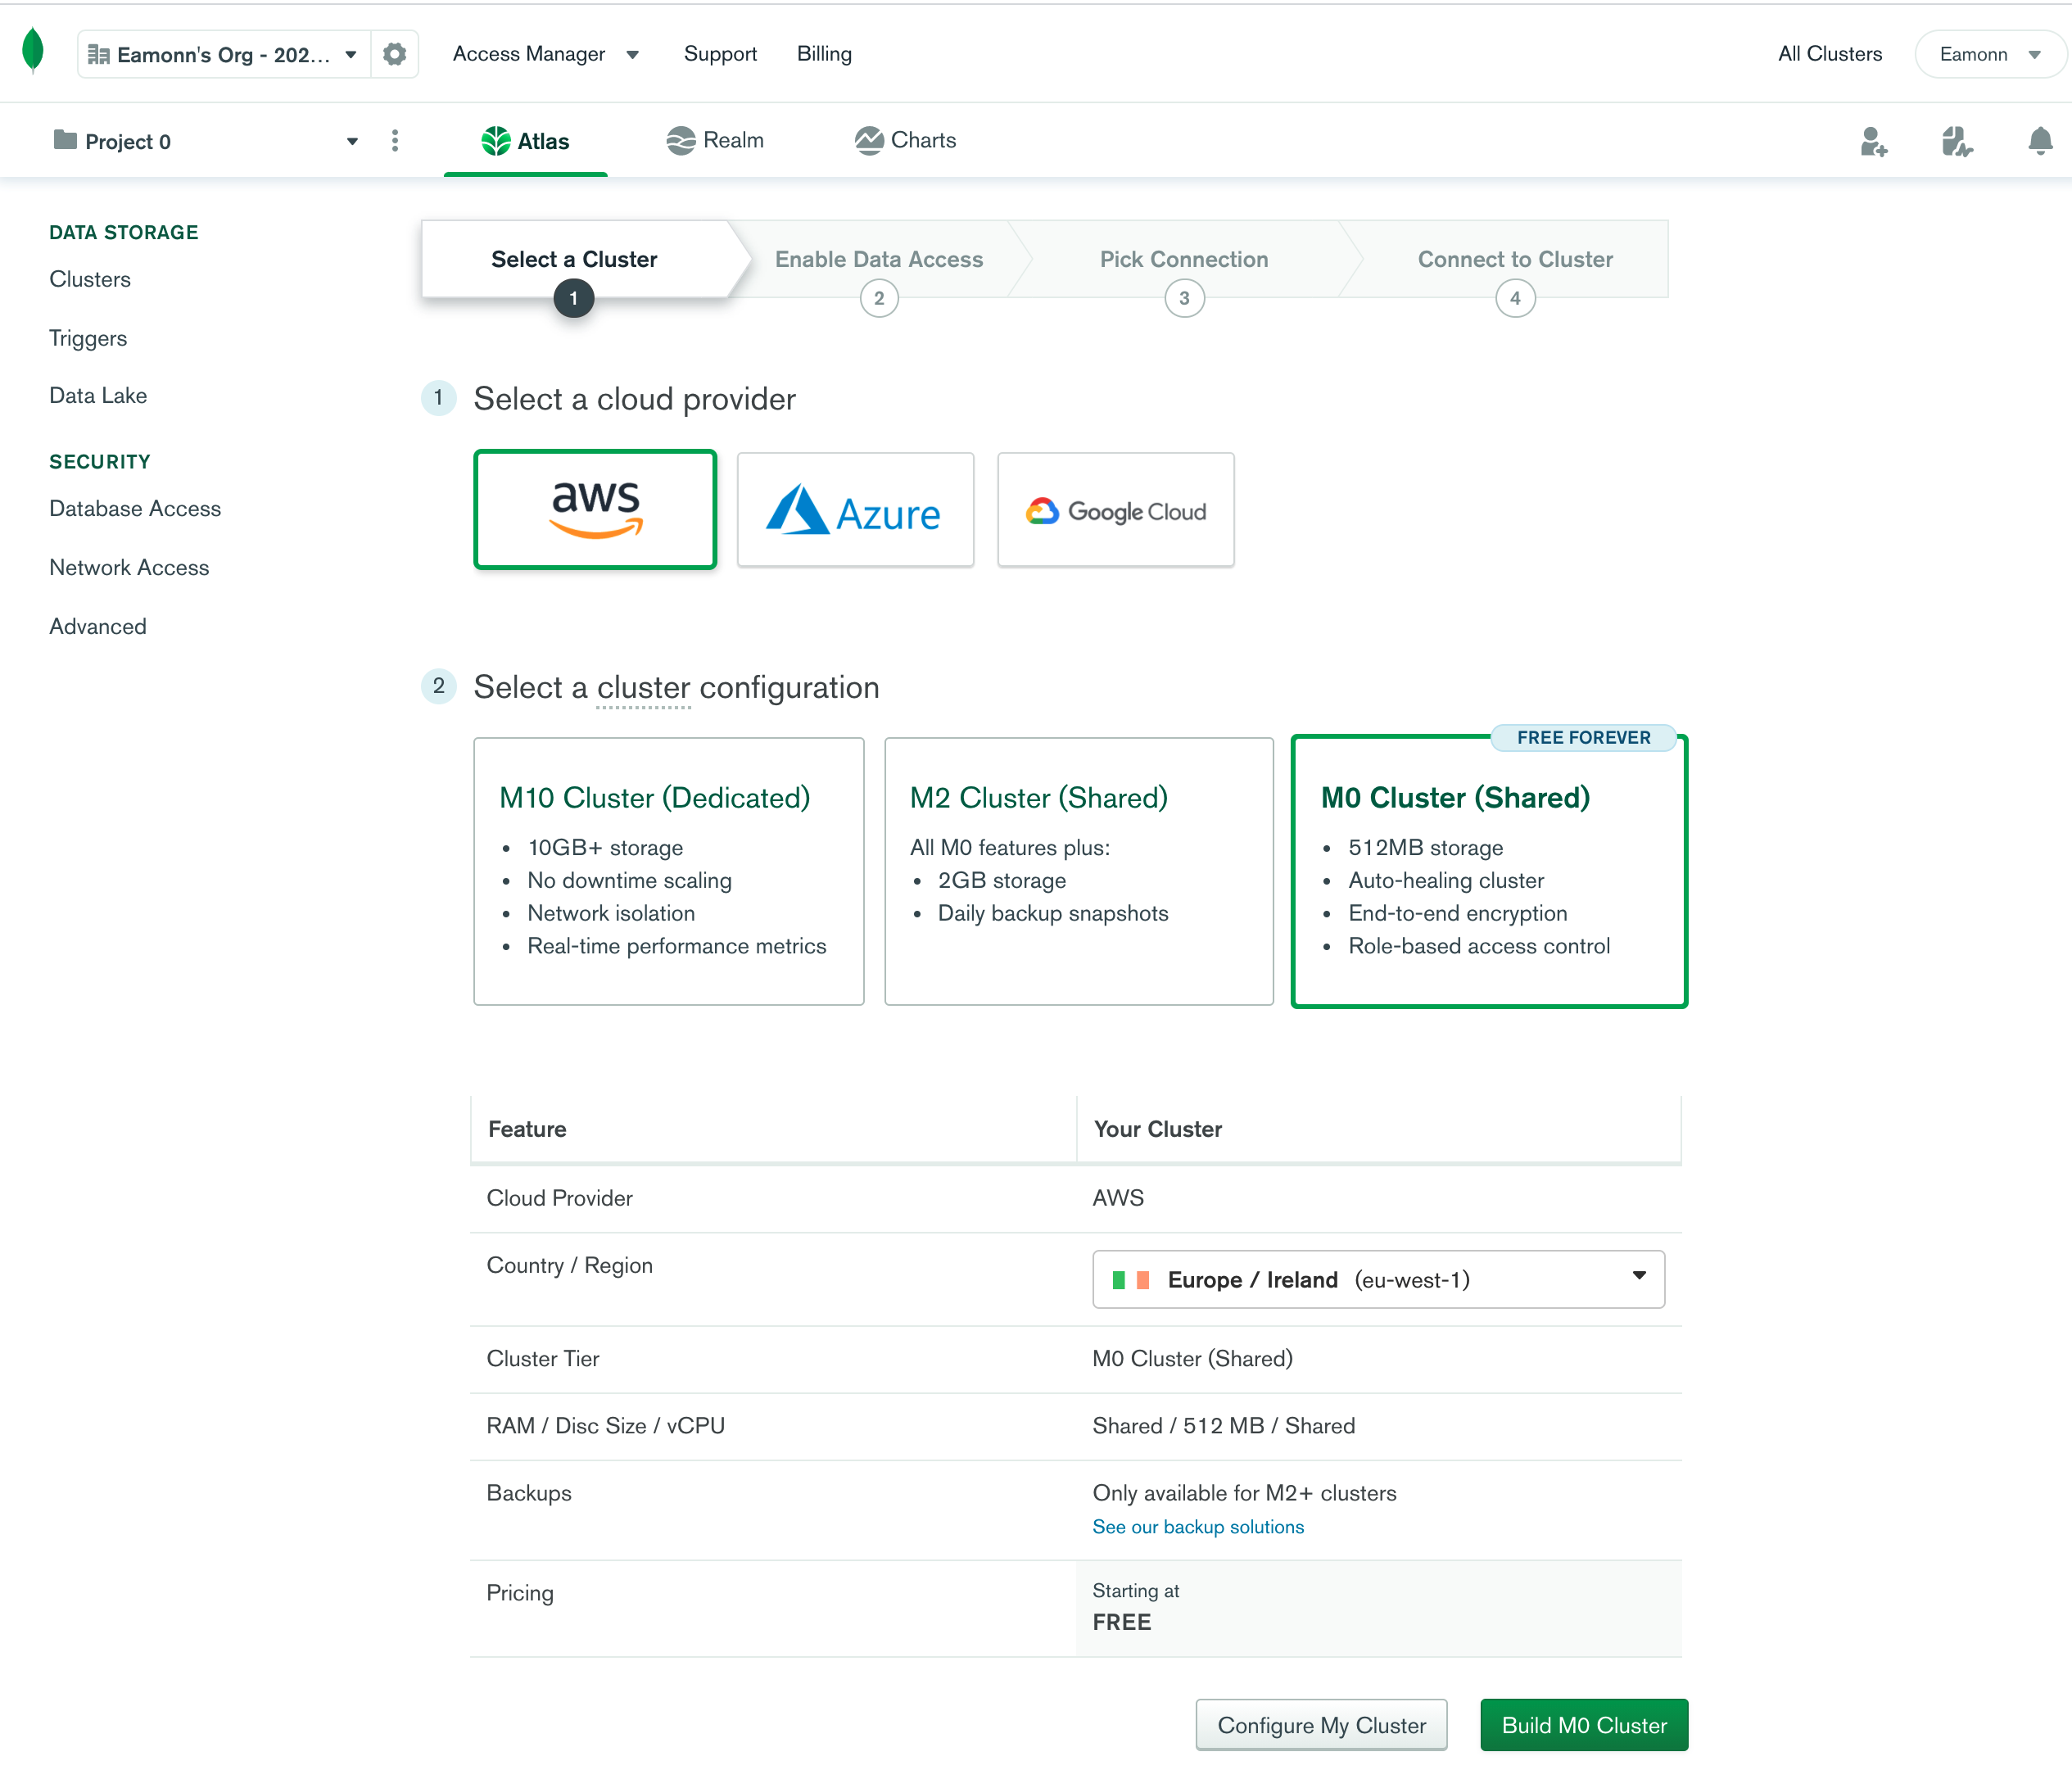 Eamonn's Org - 202...
Access Manager
Support
Billing
All Clusters
Eamonn
Project 0
Atlas
Realm
Charts
DATA STORAGE
Clusters
Triggers
Data Lake
SECURITY
Database Access
Network Access
Advanced
Select a Cluster
1
Enable Data Access
2
Pick Connection
3
Connect to Cluster
4
1 Select a cloud provider
aws
Azure
Google Cloud
2 Select a cluster configuration
M10 Cluster (Dedicated)
• 10GB+ storage
• No downtime scaling
• Network isolation
• Real-time performance metrics
M2 Cluster (Shared)
All M0 features plus:
• 2GB storage
• Daily backup snapshots
FREE FOREVER
M0 Cluster (Shared)
• 512MB storage
• Auto-healing cluster
• End-to-end encryption
• Role-based access control
Feature
Your Cluster
Cloud Provider
AWS
Country / Region
Europe / Ireland (eu-west-1)
Cluster Tier
M0 Cluster (Shared)
RAM / Disc Size / vCPU
Shared / 512 MB / Shared
Backups
Only available for M2+ clusters
See our backup solutions
Pricing
Starting at
FREE
Configure My Cluster
Build M0 Cluster